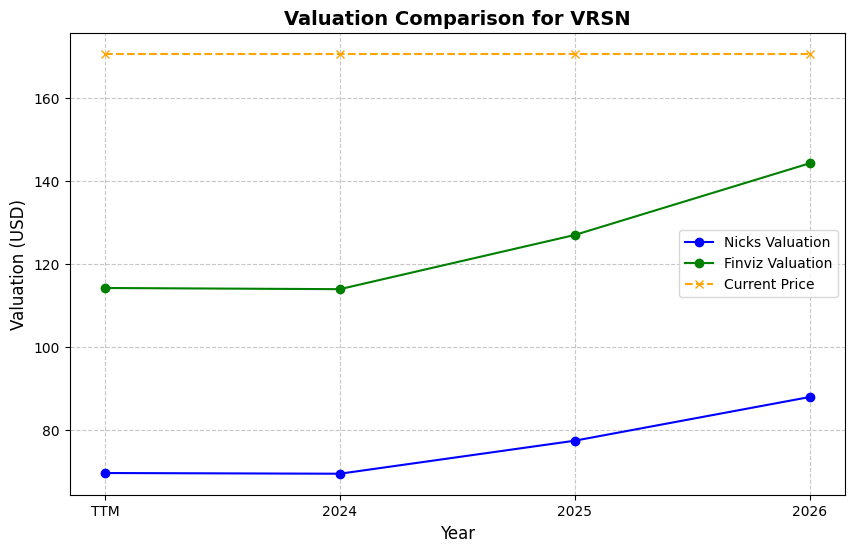 Valuation Comparison for VRSN
Valuation (USD)
160
140
120
100
80
Nicks Valuation
Finviz Valuation
Current Price
TTM
2024
2025
2026
Year